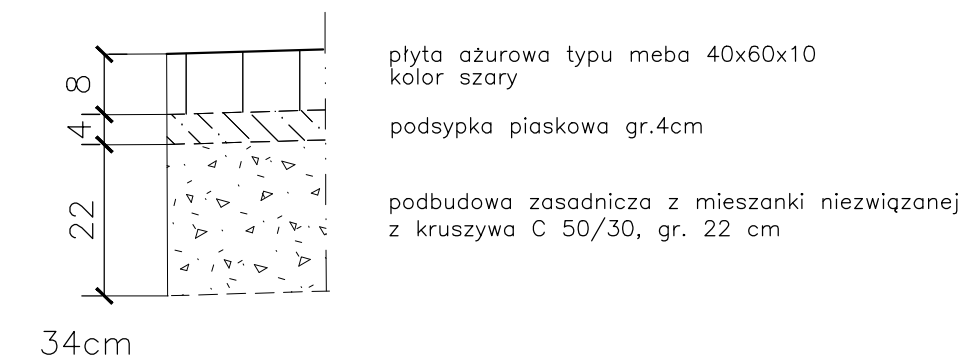 8
płyta ażurowa typu meba 40x60x10
kolor szary
4
podsypka piaskowa gr.4cm
22
podbudowa zasadnicza z mieszanki niezwiązanej
z kruszywa C 50/30, gr. 22 cm
34cm